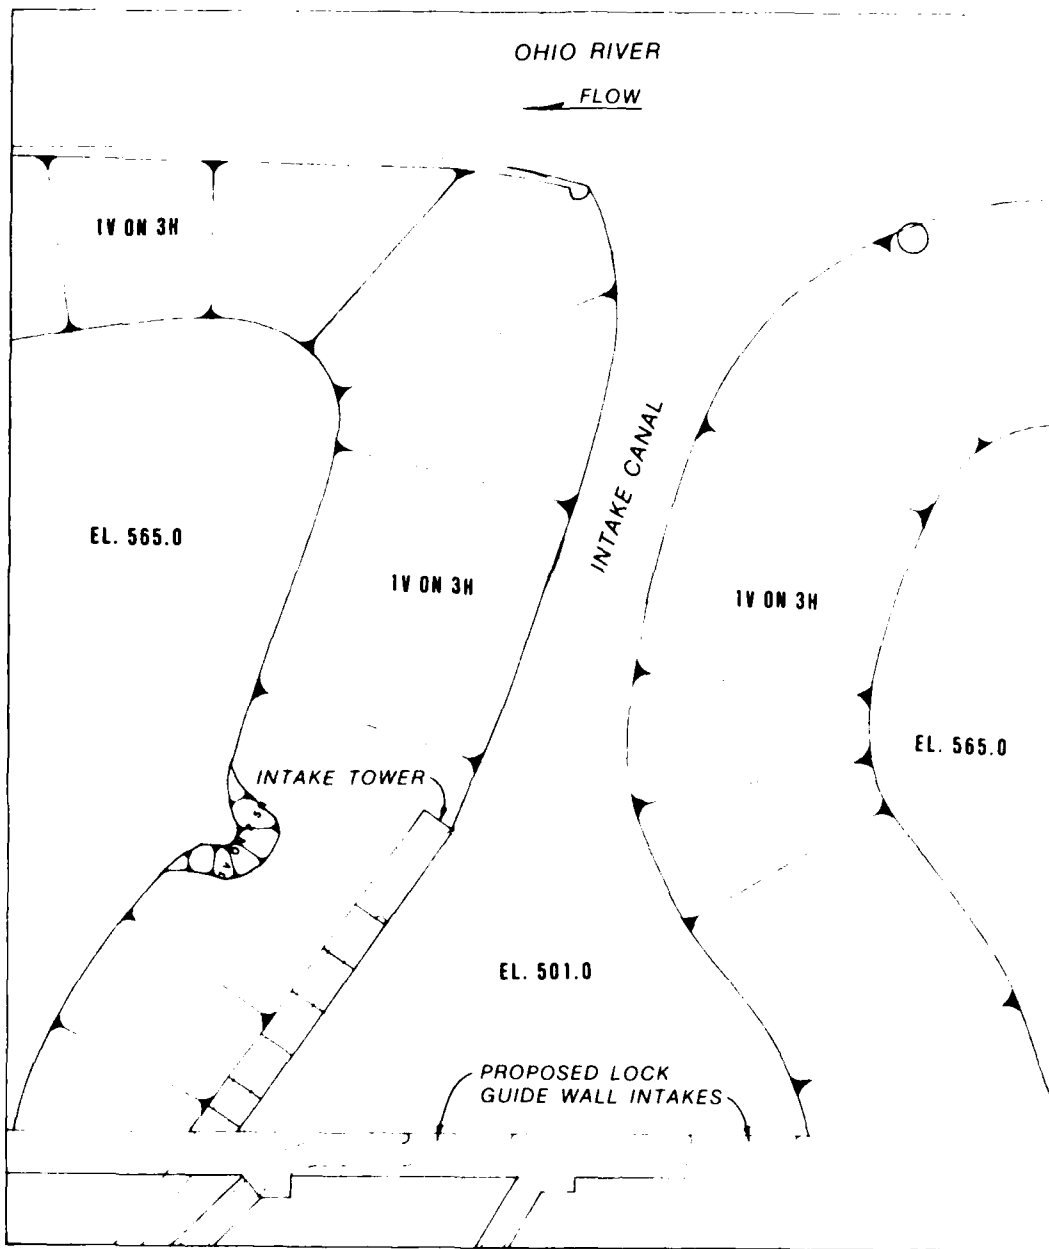 OHIO RIVER
FLOW
1V ON 3H
INTAKE CANAL
EL. 565.0
1V ON 3H
1V ON 3H
EL. 565.0
INTAKE TOWER
EL. 501.0
PROPOSED LOCK
GUIDE WALL INTAKES